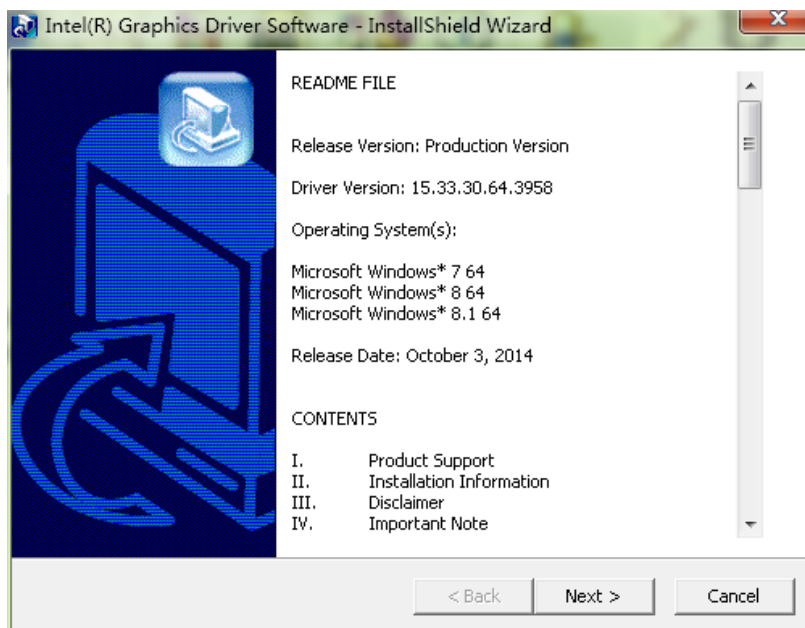 Intel(R) Graphics Driver Software - InstallShield Wizard
README FILE
Release Version: Production Version
Driver Version: 15.33.30.64.3958
Operating System(s):
Microsoft Windows* 7 64
Microsoft Windows* 8 64
Microsoft Windows* 8.1 64
Release Date: October 3, 2014
CONTENTS
I. Product Support
II. Installation Information
III. Disclaimer
IV. Important Note
< Back Next > Cancel